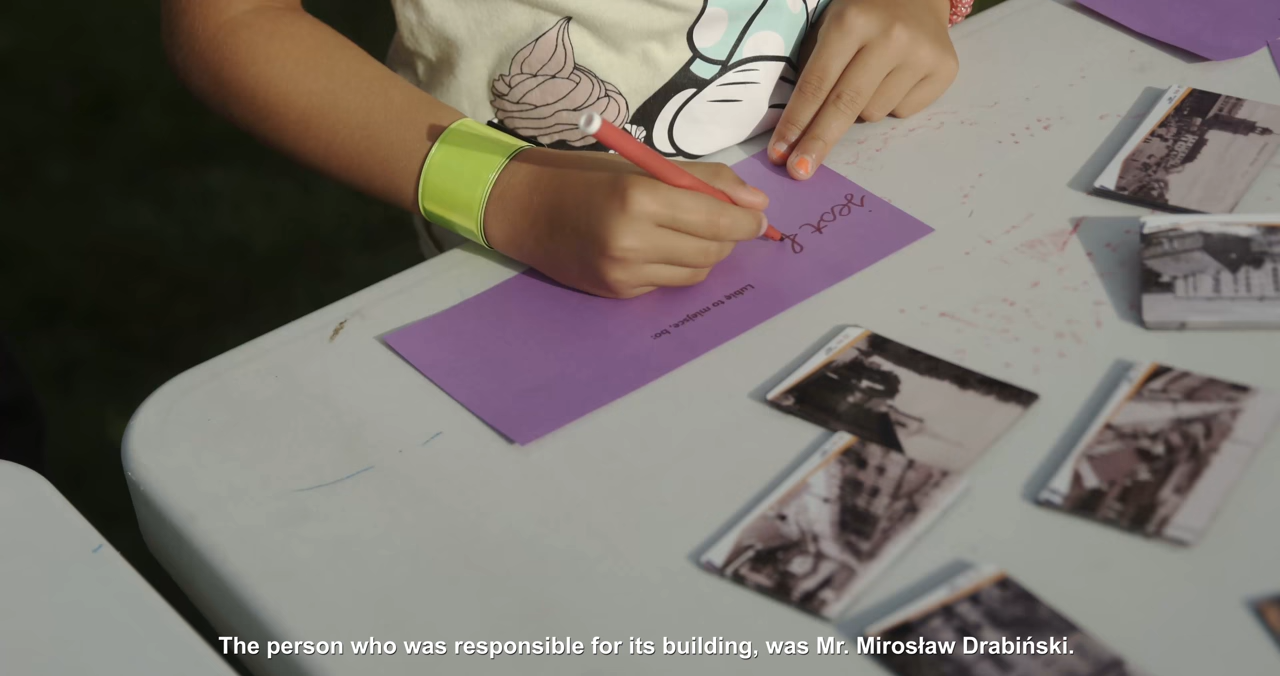 jest f
Lubię to miejsce, bo:
The person who was responsible for its building, was Mr. Mirosław Drabiński.